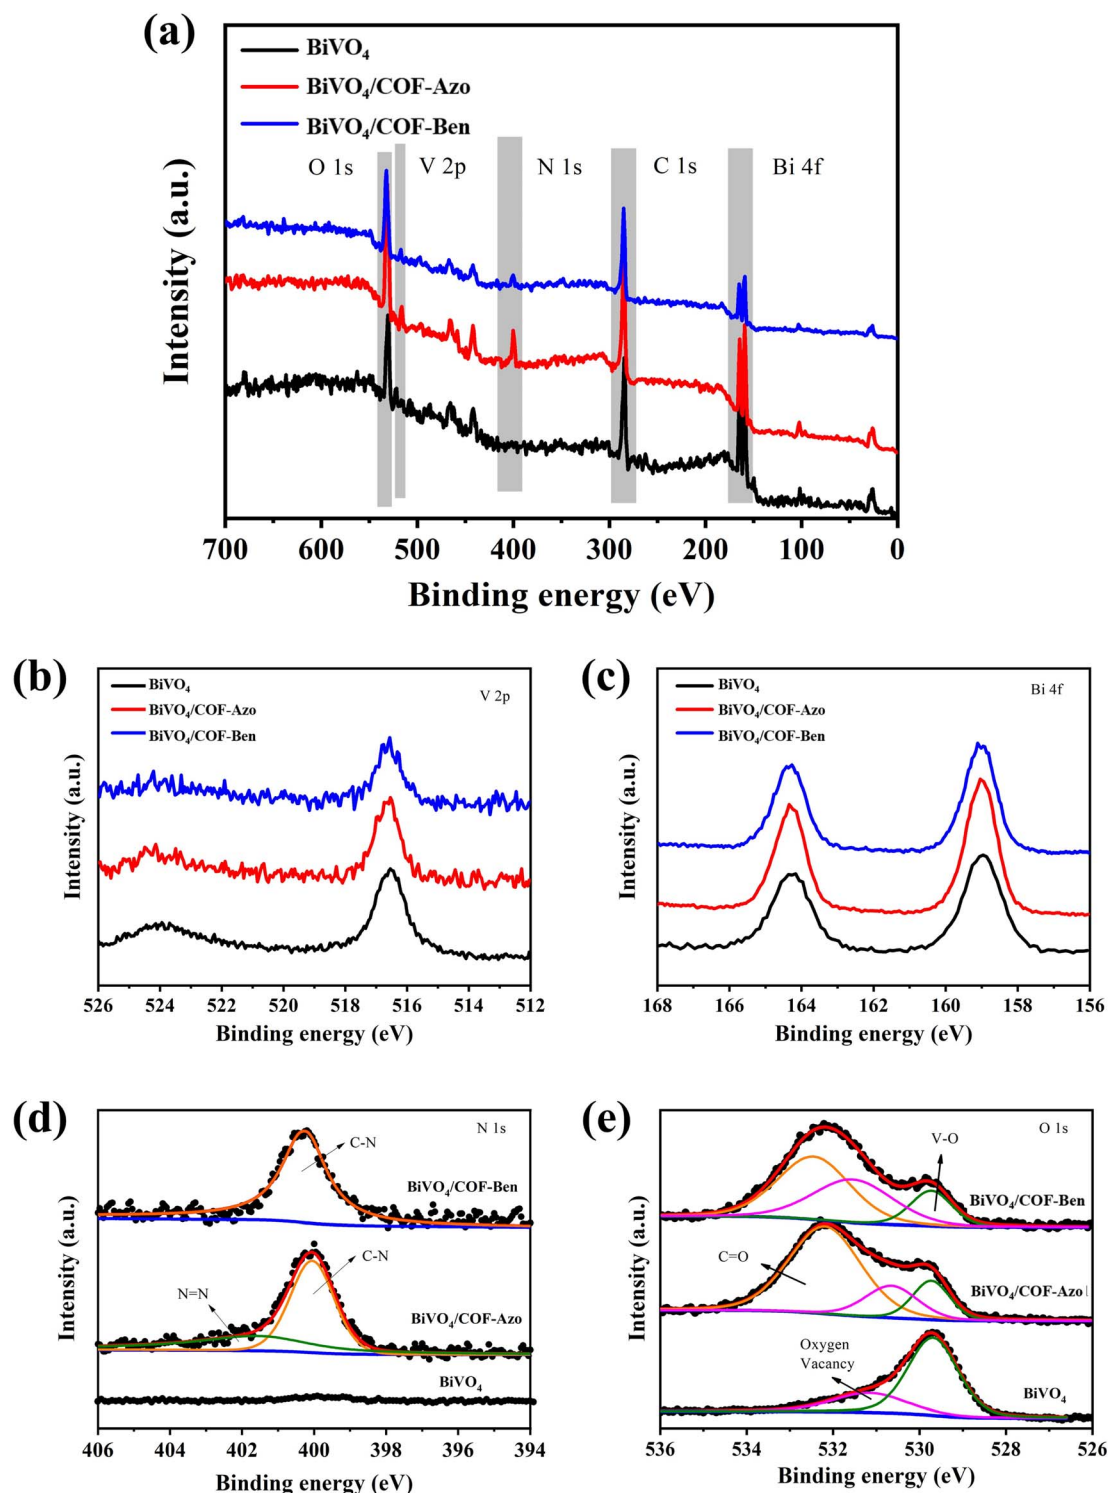 (a)
BiVO₄
BiVO₄/COF-Azo
BiVO₄/COF-Ben
O 1s V 2p N 1s C 1s Bi 4f
Intensity (a.u.)
700 600 500 400 300 200 100 0
Binding energy (eV)
(b)
BiVO₄
BiVO₄/COF-Azo
BiVO₄/COF-Ben
V 2p
Intensity (a.u.)
526 524 522 520 518 516 514 512
Binding energy (eV)
(c)
BiVO₄
BiVO₄/COF-Azo
BiVO₄/COF-Ben
Bi 4f
Intensity (a.u.)
168 166 164 162 160 158 156
Binding energy (eV)
(d)
N 1s
C-N
BiVO₄/COF-Ben
C-N
N=N
BiVO₄/COF-Azo
BiVO₄
Intensity (a.u.)
406 404 402 400 398 396 394
Binding energy (eV)
(e)
O 1s
V-O
BiVO₄/COF-Ben
C=O
BiVO₄/COF-Azo
Oxygen
Vacancy
BiVO₄
Intensity (a.u.)
536 534 532 530 528 526
Binding energy (eV)